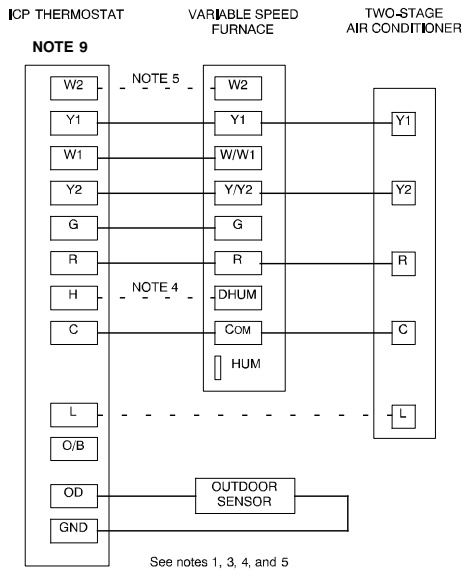 ICP THERMOSTAT
VARIABLE SPEED
FURNACE
TWO-STAGE
AIR CONDITIONER
NOTE 9
W2 NOTE 5 W2
Y1 Y1 Y1
W1 W/W1
Y2 Y/Y2 Y2
G G
R R R
H NOTE 4 DHUM
C COM C
HUM
L L
O/B
OD OUTDOOR
SENSOR
GND
See notes 1, 3, 4, and 5